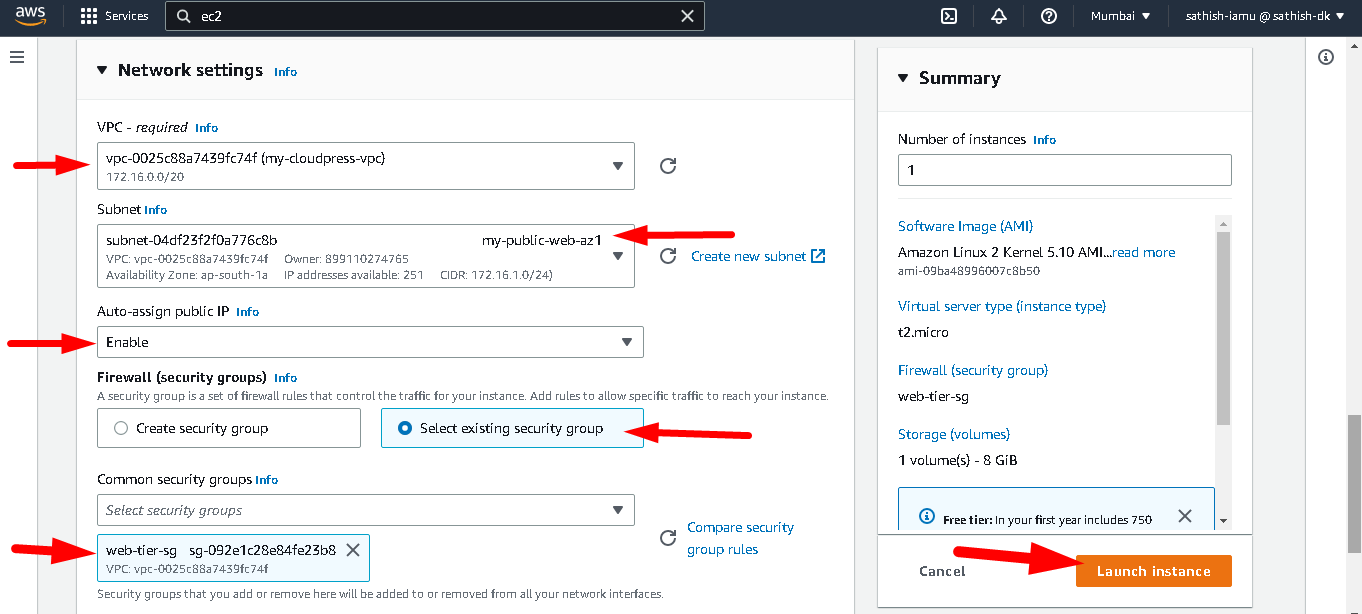 aws
Services
ec2
Mumbai
sathish-iamu @ sathish-dk
Network settings Info
VPC - required Info
vpc-0025c88a7439fc74f (my-cloudpress-vpc)
172.16.0.0/20
Subnet Info
subnet-04df23f2f0a776c8b my-public-web-az1
VPC: vpc-0025c88a7439fc74f Owner: 899110274765
Availability Zone: ap-south-1a IP addresses available: 251 CIDR: 172.16.1.0/24)
Create new subnet
Auto-assign public IP Info
Enable
Firewall (security groups) Info
A security group is a set of firewall rules that control the traffic for your instance. Add rules to allow specific traffic to reach your instance.
Create security group
Select existing security group
Common security groups Info
Select security groups
Compare security
group rules
web-tier-sg sg-092e1c28e84fe23b8
VPC: vpc-0025c88a7439fc74f
Security groups that you add or remove here will be added to or removed from all your network interfaces.
Summary
Number of instances Info
1
Software Image (AMI)
Amazon Linux 2 Kernel 5.10 AMI...read more
ami-09ba48996007c8b50
Virtual server type (instance type)
t2.micro
Firewall (security group)
web-tier-sg
Storage (volumes)
1 volume(s) - 8 GiB
Free tier: In your first year includes 750
Cancel
Launch instance